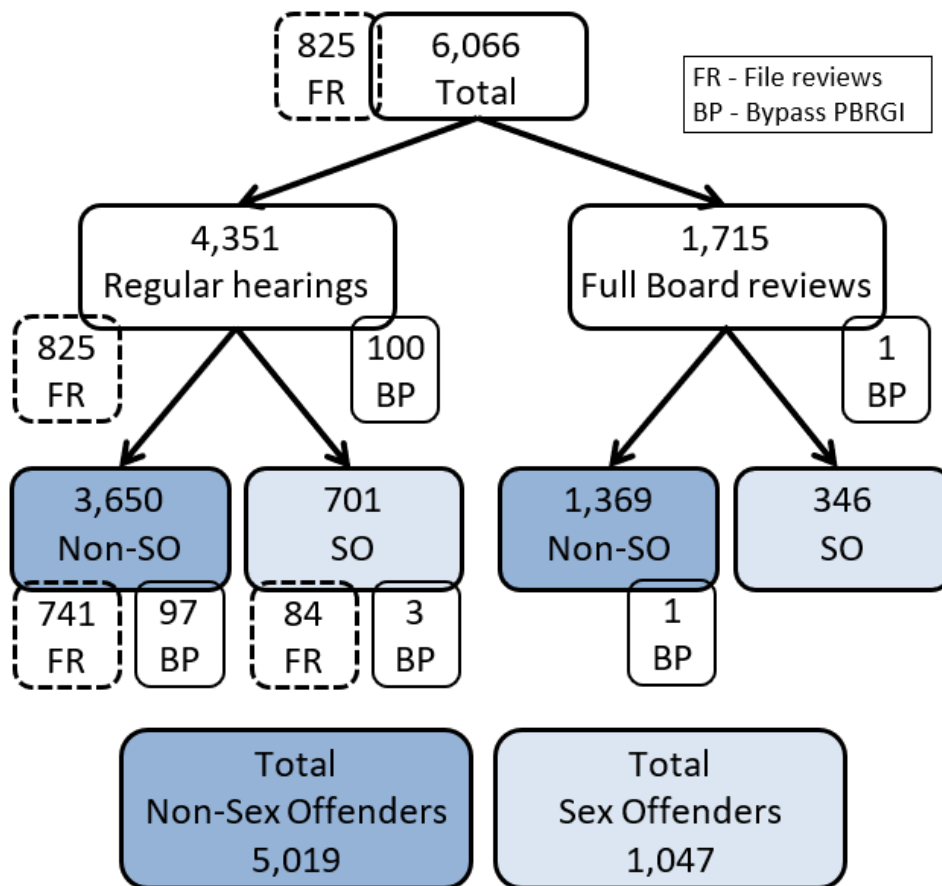 825
FR
6,066
Total
FR - File reviews
BP - Bypass PBRGI
4,351
Regular hearings
1,715
Full Board reviews
825
FR
100
BP
1
BP
3,650
Non-SO
701
SO
1,369
Non-SO
346
SO
741
FR
97
BP
84
FR
3
BP
1
BP
Total
Non-Sex Offenders
5,019
Total
Sex Offenders
1,047